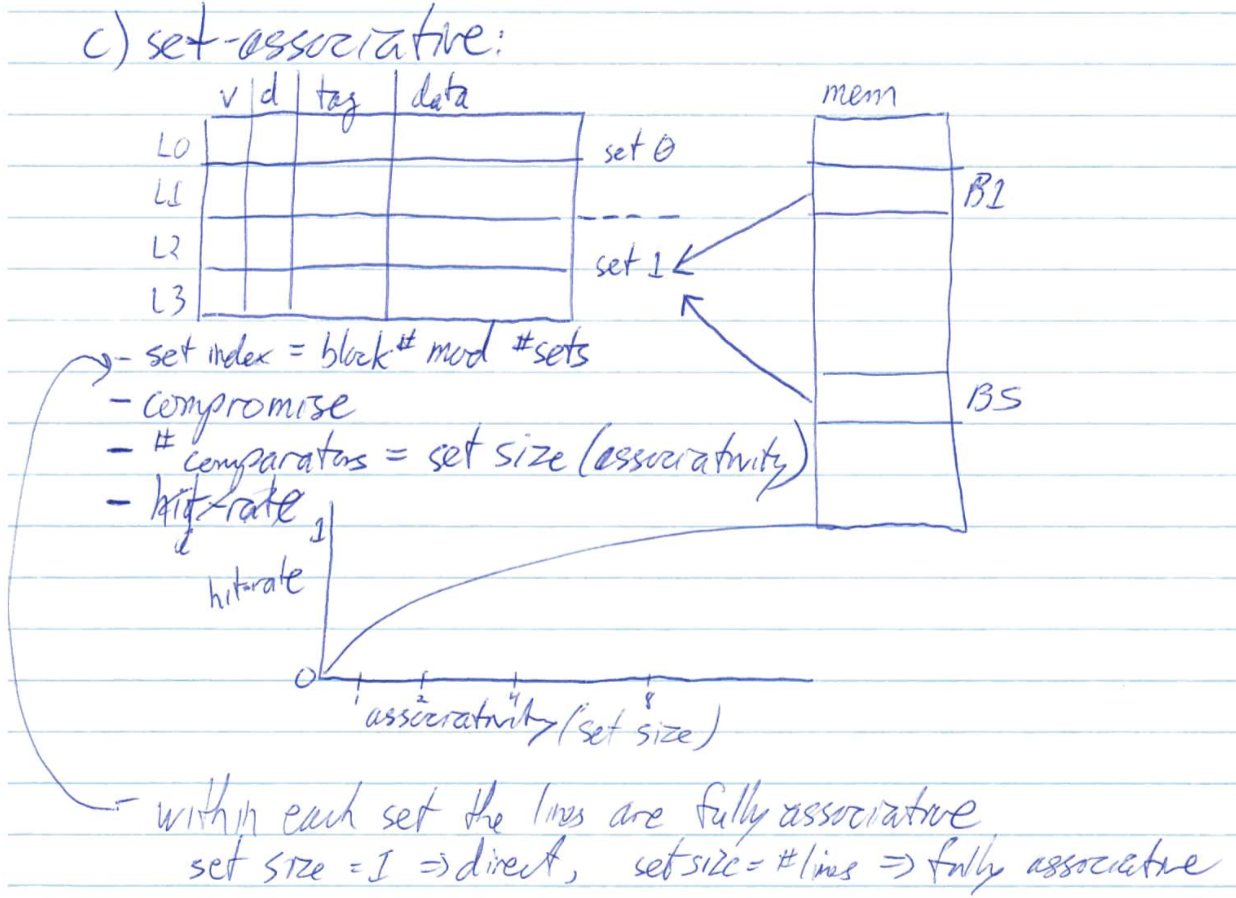 c) set-associative:
v d tag data
mem
L0
set 0
L1
B1
L2
set 1
L3
- set index = block# mod #sets
B5
- compromise
- # comparators = set size (associativity)
- hit-rate
1
hit-rate
0
1 2 4 8
associativity (set size)
- within each set the lines are fully associative
set size = 1 => direct, set size = #lines => fully associative